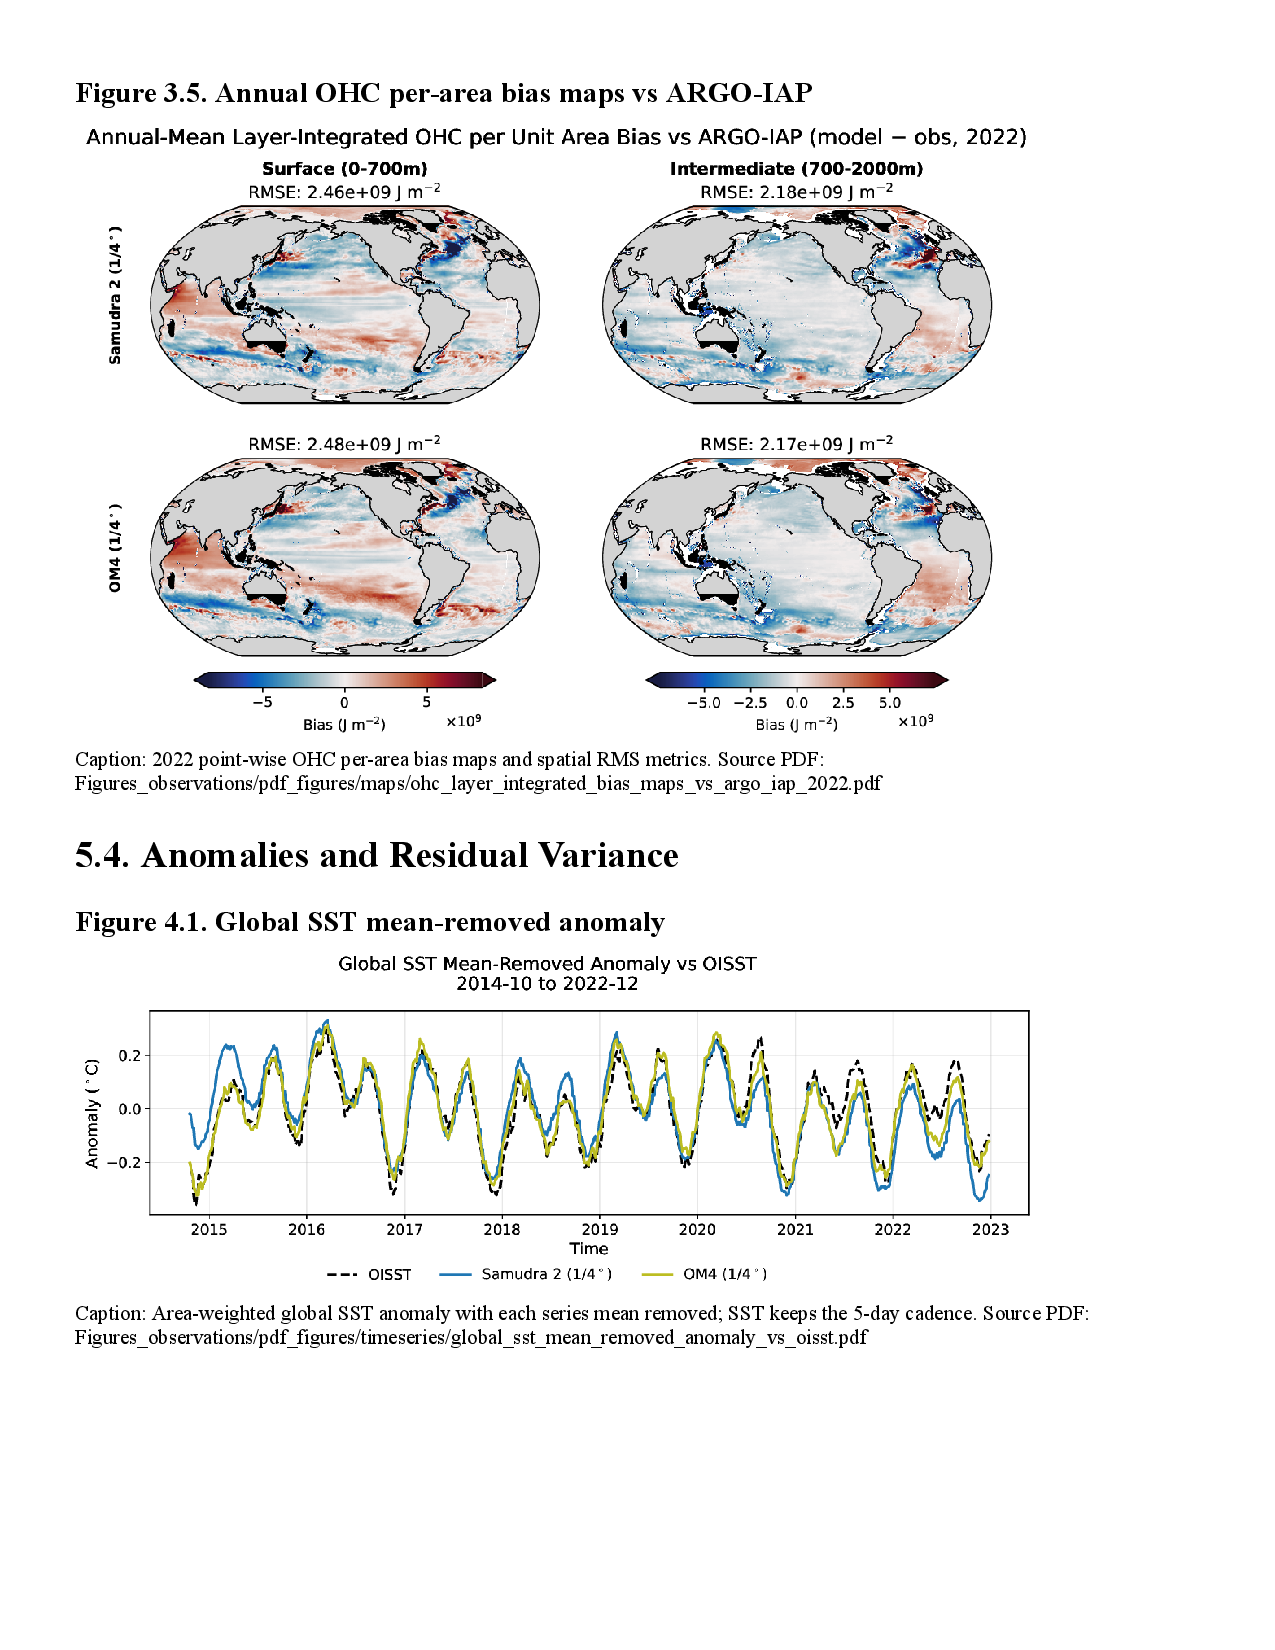 Figure 3.5. Annual OHC per-area bias maps vs ARGO-IAP
Annual-Mean Layer-Integrated OHC per Unit Area Bias vs ARGO-IAP (model − obs, 2022)
Surface (0-700m)
RMSE: 2.46e+09 J m⁻²
Intermediate (700-2000m)
RMSE: 2.18e+09 J m⁻²
Samudra 2 (1/4°)
RMSE: 2.48e+09 J m⁻²
RMSE: 2.17e+09 J m⁻²
OM4 (1/4°)
−5 0 5
×10⁹
Bias (J m⁻²)
−5.0 −2.5 0.0 2.5 5.0
×10⁹
Bias (J m⁻²)
Caption: 2022 point-wise OHC per-area bias maps and spatial RMS metrics. Source PDF:
Figures_observations/pdf_figures/maps/ohc_layer_integrated_bias_maps_vs_argo_iap_2022.pdf
5.4. Anomalies and Residual Variance
Figure 4.1. Global SST mean-removed anomaly
Global SST Mean-Removed Anomaly vs OISST
2014-10 to 2022-12
Anomaly (°C)
0.2
0.0
−0.2
2015 2016 2017 2018 2019 2020 2021 2022 2023
Time
OISST Samudra 2 (1/4°) OM4 (1/4°)
Caption: Area-weighted global SST anomaly with each series mean removed; SST keeps the 5-day cadence. Source PDF:
Figures_observations/pdf_figures/timeseries/global_sst_mean_removed_anomaly_vs_oisst.pdf